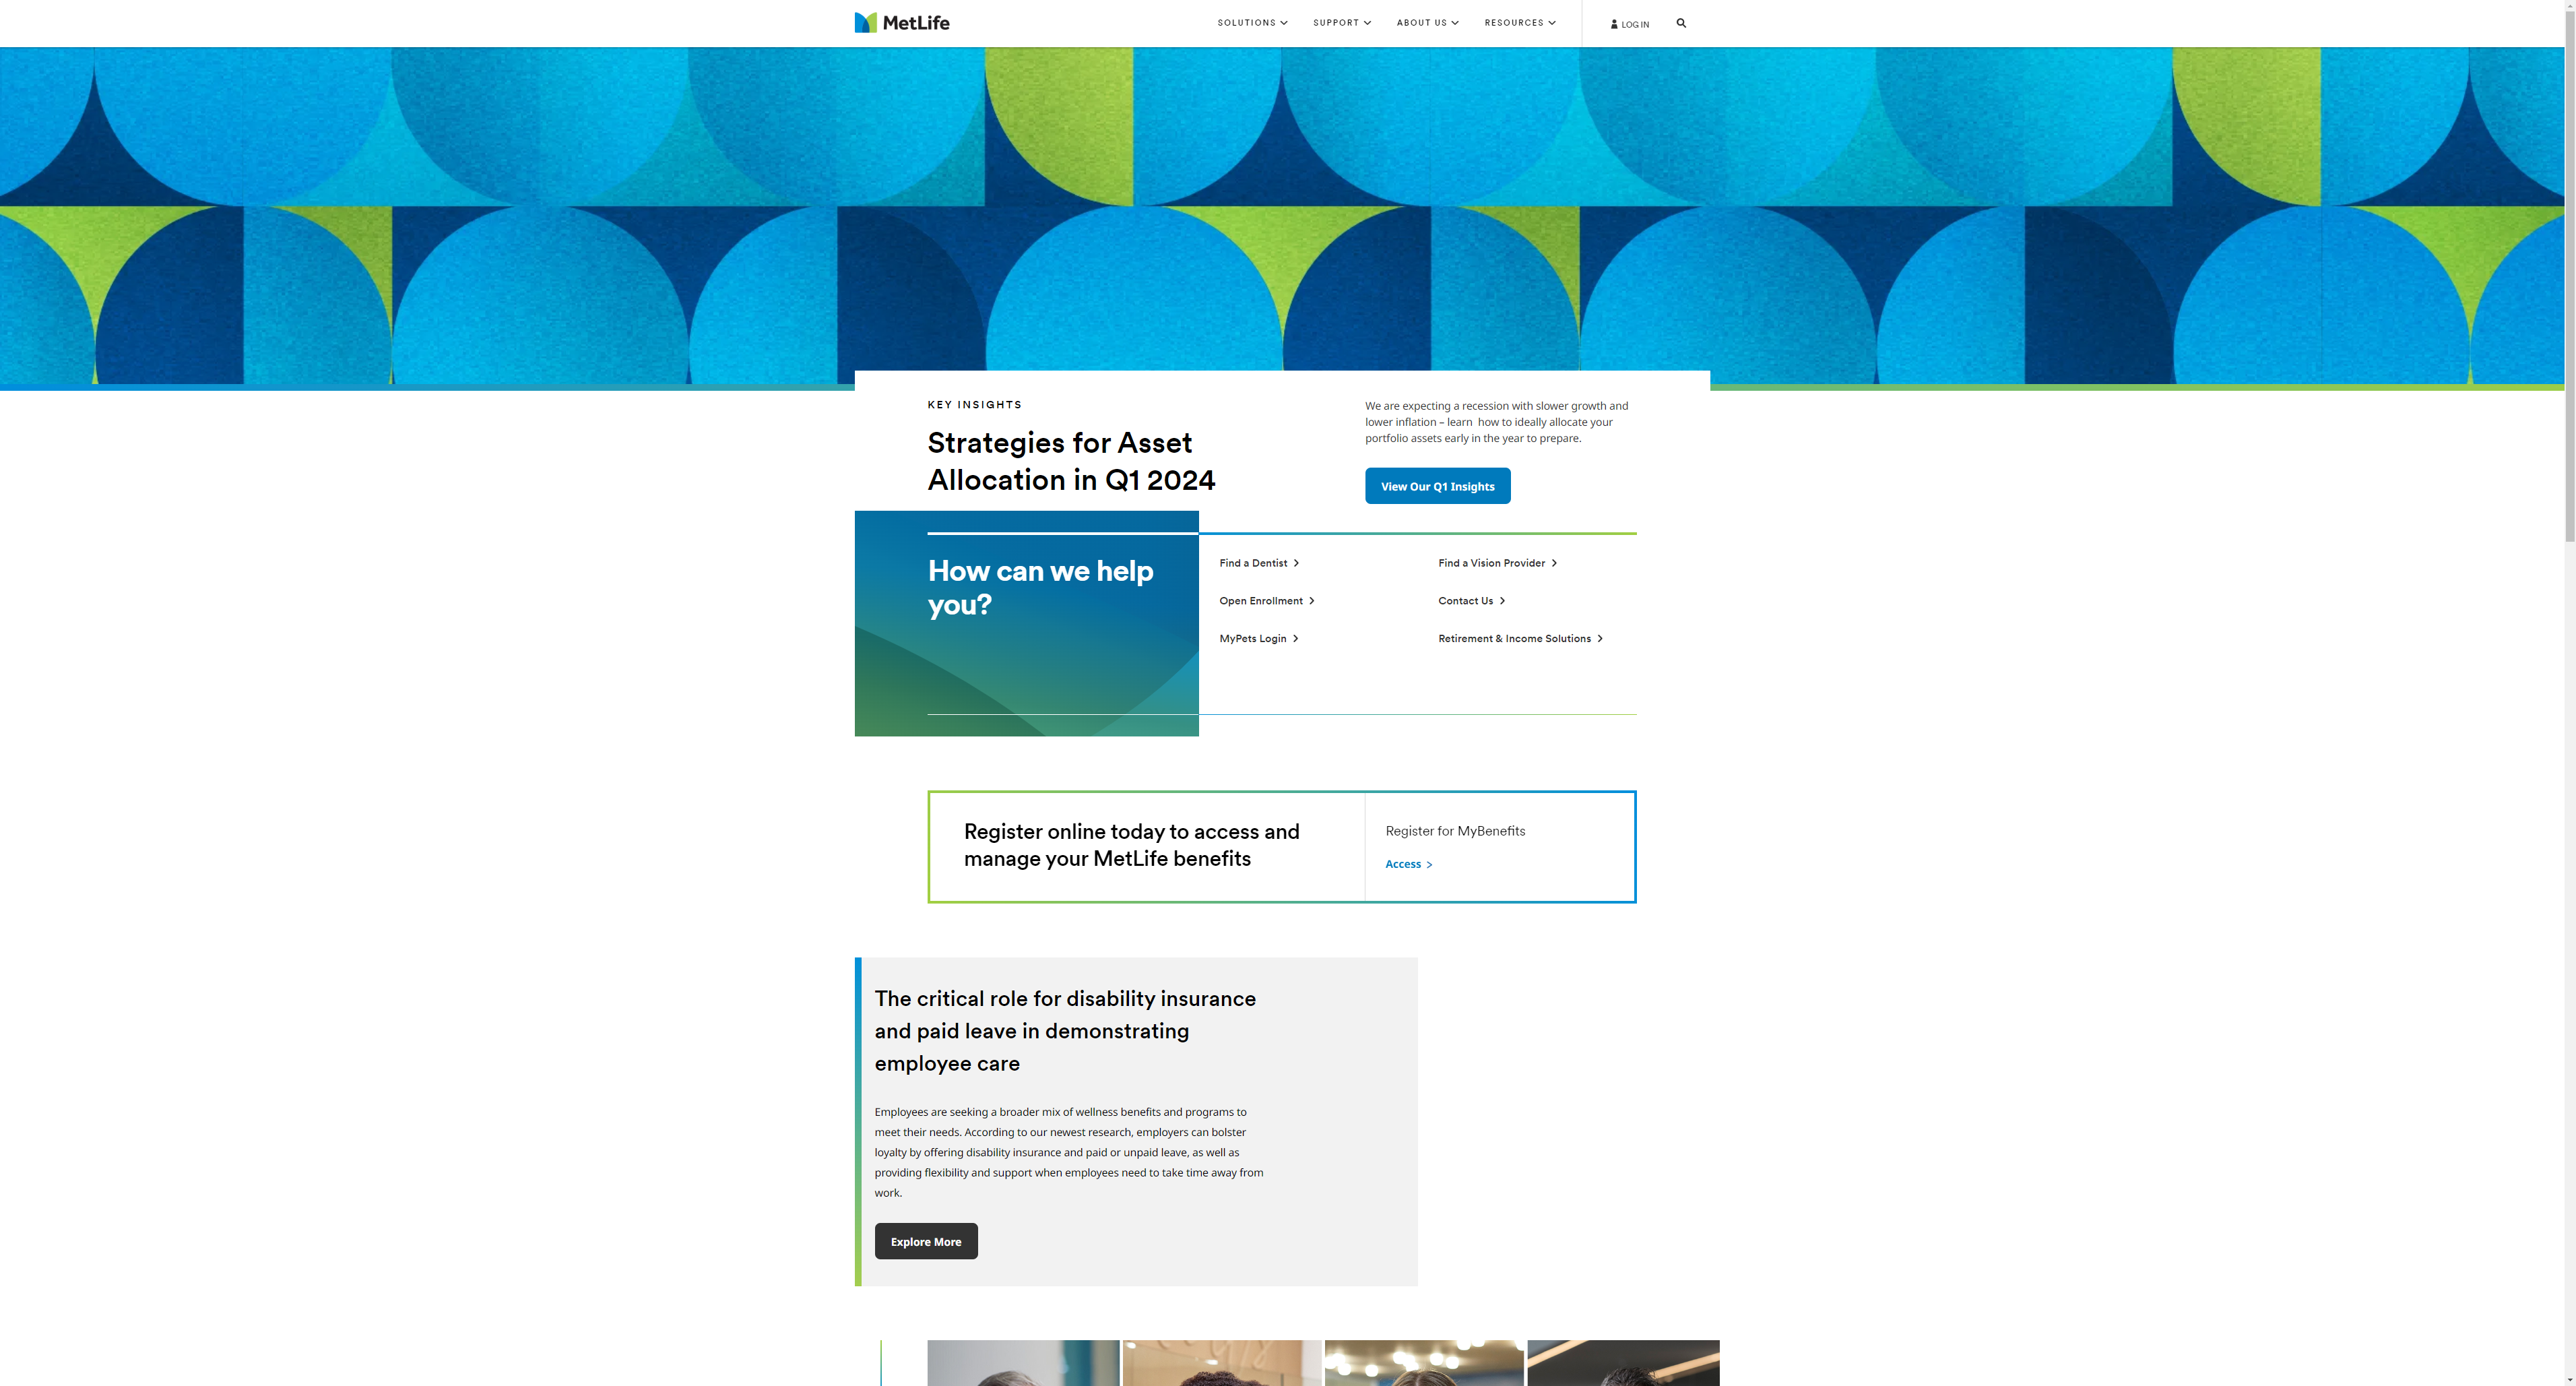 MetLife
SOLUTIONS
SUPPORT
ABOUT US
RESOURCES
LOG IN
KEY INSIGHTS
Strategies for Asset
Allocation in Q1 2024
We are expecting a recession with slower growth and
lower inflation – learn how to ideally allocate your
portfolio assets early in the year to prepare.
View Our Q1 Insights
How can we help
you?
Find a Dentist
Find a Vision Provider
Open Enrollment
Contact Us
MyPets Login
Retirement & Income Solutions
Register online today to access and
manage your MetLife benefits
Register for MyBenefits
Access >
The critical role for disability insurance
and paid leave in demonstrating
employee care
Employees are seeking a broader mix of wellness benefits and programs to
meet their needs. According to our newest research, employers can bolster
loyalty by offering disability insurance and paid or unpaid leave, as well as
providing flexibility and support when employees need to take time away from
work.
Explore More